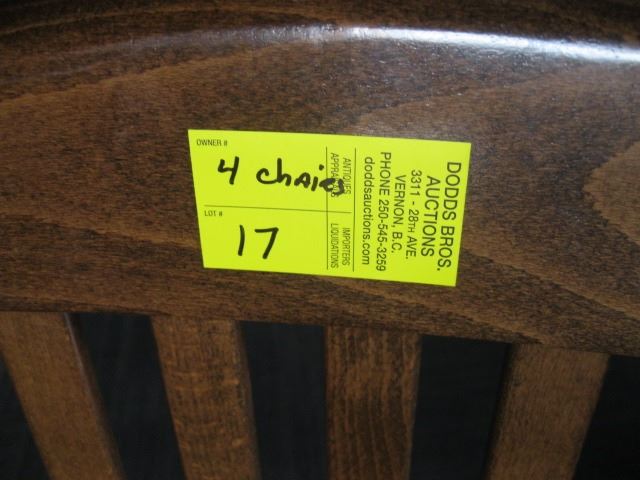 OWNER #
4 chairs
LOT #
17
ANTIQUES
APPRAISALS
IMPORTERS
LIQUIDATIONS
DODDS BROS.
AUCTIONS
3311 - 28TH AVE.
VERNON, B.C.
PHONE 250-545-3259
doddsauctions.com